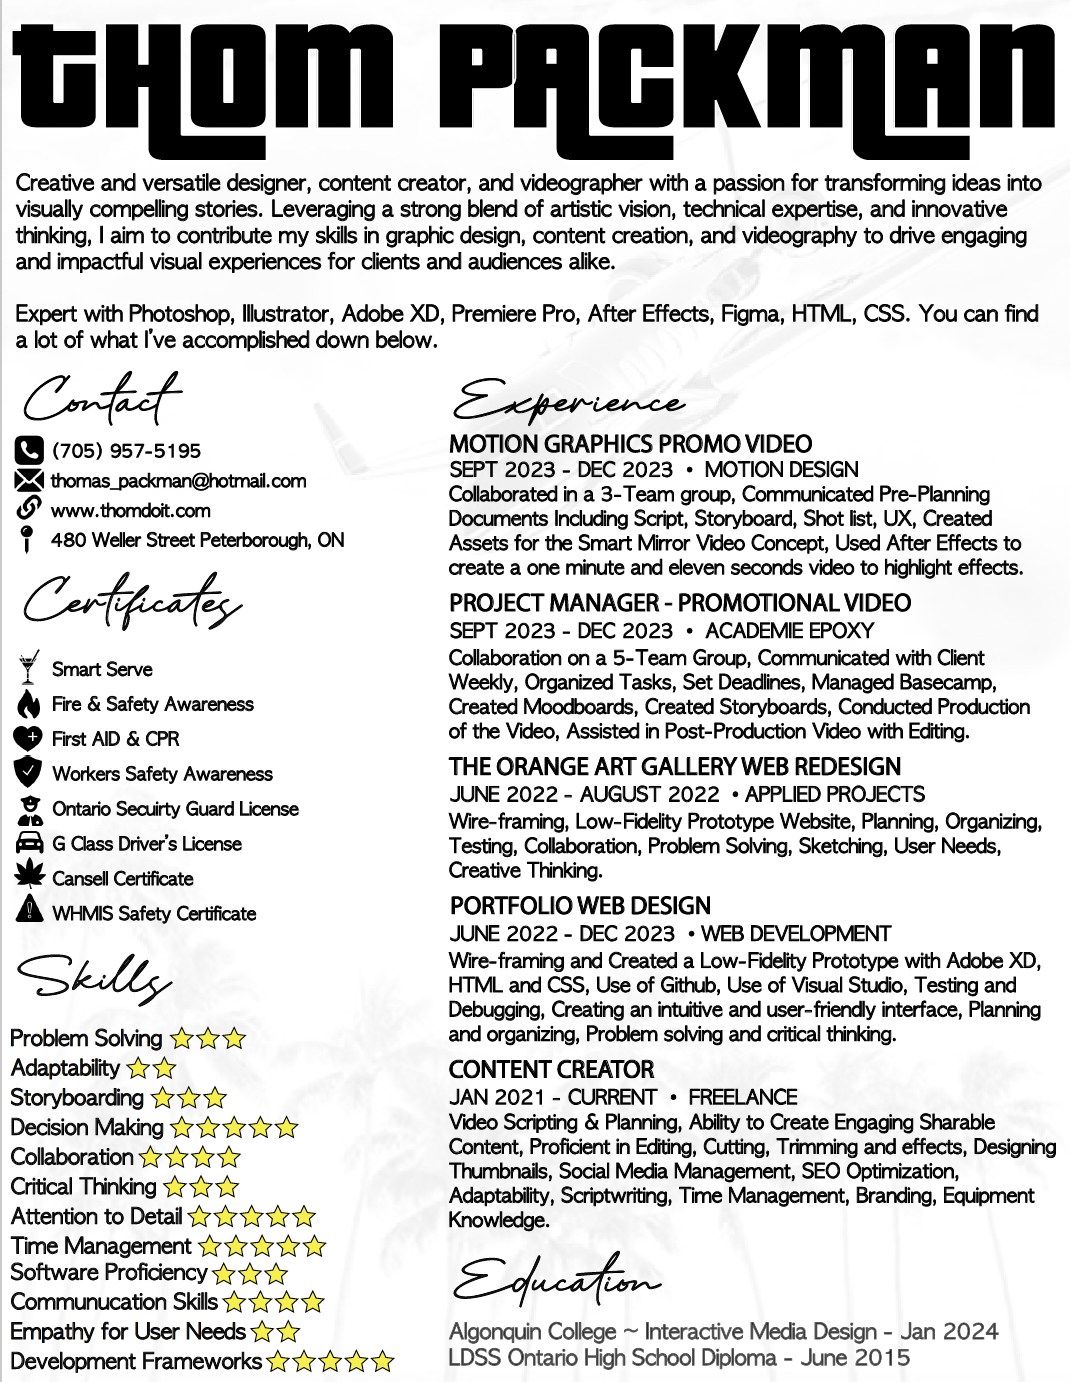 THOM PACKMAN
Creative and versatile designer, content creator, and videographer with a passion for transforming ideas into
visually compelling stories. Leveraging a strong blend of artistic vision, technical expertise, and innovative
thinking, I aim to contribute my skills in graphic design, content creation, and videography to drive engaging
and impactful visual experiences for clients and audiences alike.
Expert with Photoshop, Illustrator, Adobe XD, Premiere Pro, After Effects, Figma, HTML, CSS. You can find
a lot of what I've accomplished down below.
Contact
(705) 957-5195
thomas_packman@hotmail.com
www.thomdoit.com
480 Weller Street Peterborough, ON
Certificates
Smart Serve
Fire & Safety Awareness
First AID & CPR
Workers Safety Awareness
Ontario Secuirty Guard License
G Class Driver's License
Cansell Certificate
WHMIS Safety Certificate
Skills
Problem Solving
Adaptability
Storyboarding
Decision Making
Collaboration
Critical Thinking
Attention to Detail
Time Management
Software Proficiency
Communucation Skills
Empathy for User Needs
Development Frameworks
Experience
MOTION GRAPHICS PROMO VIDEO
SEPT 2023 - DEC 2023 • MOTION DESIGN
Collaborated in a 3-Team group, Communicated Pre-Planning
Documents Including Script, Storyboard, Shot list, UX, Created
Assets for the Smart Mirror Video Concept, Used After Effects to
create a one minute and eleven seconds video to highlight effects.
PROJECT MANAGER - PROMOTIONAL VIDEO
SEPT 2023 - DEC 2023 • ACADEMIE EPOXY
Collaboration on a 5-Team Group, Communicated with Client
Weekly, Organized Tasks, Set Deadlines, Managed Basecamp,
Created Moodboards, Created Storyboards, Conducted Production
of the Video, Assisted in Post-Production Video with Editing.
THE ORANGE ART GALLERY WEB REDESIGN
JUNE 2022 - AUGUST 2022 • APPLIED PROJECTS
Wire-framing, Low-Fidelity Prototype Website, Planning, Organizing,
Testing, Collaboration, Problem Solving, Sketching, User Needs,
Creative Thinking.
PORTFOLIO WEB DESIGN
JUNE 2022 - DEC 2023 • WEB DEVELOPMENT
Wire-framing and Created a Low-Fidelity Prototype with Adobe XD,
HTML and CSS, Use of Github, Use of Visual Studio, Testing and
Debugging, Creating an intuitive and user-friendly interface, Planning
and organizing, Problem solving and critical thinking.
CONTENT CREATOR
JAN 2021 - CURRENT • FREELANCE
Video Scripting & Planning, Ability to Create Engaging Sharable
Content, Proficient in Editing, Cutting, Trimming and effects, Designing
Thumbnails, Social Media Management, SEO Optimization,
Adaptability, Scriptwriting, Time Management, Branding, Equipment
Knowledge.
Education
Algonquin College ~ Interactive Media Design - Jan 2024
LDSS Ontario High School Diploma - June 2015